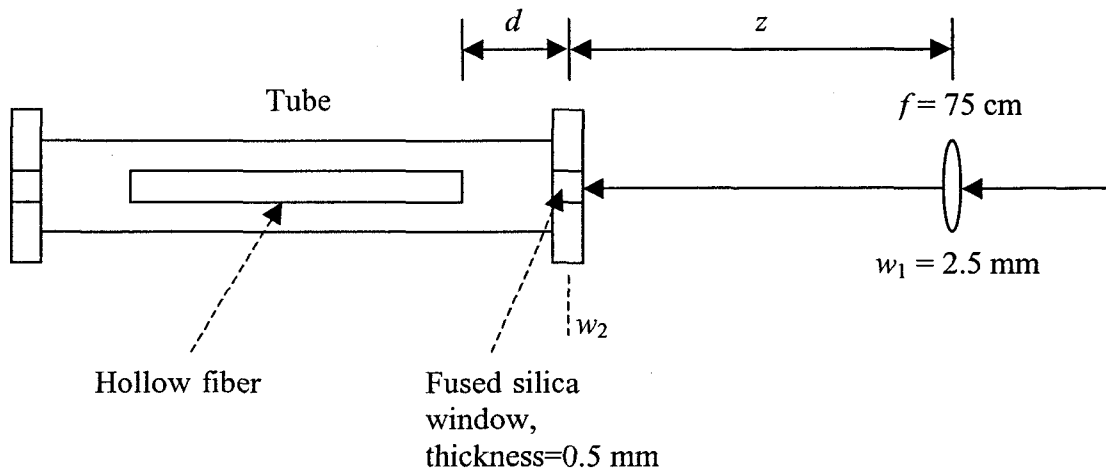 d
z
Tube
f = 75 cm
w₁ = 2.5 mm
w₂
Hollow fiber
Fused silica
window,
thickness=0.5 mm